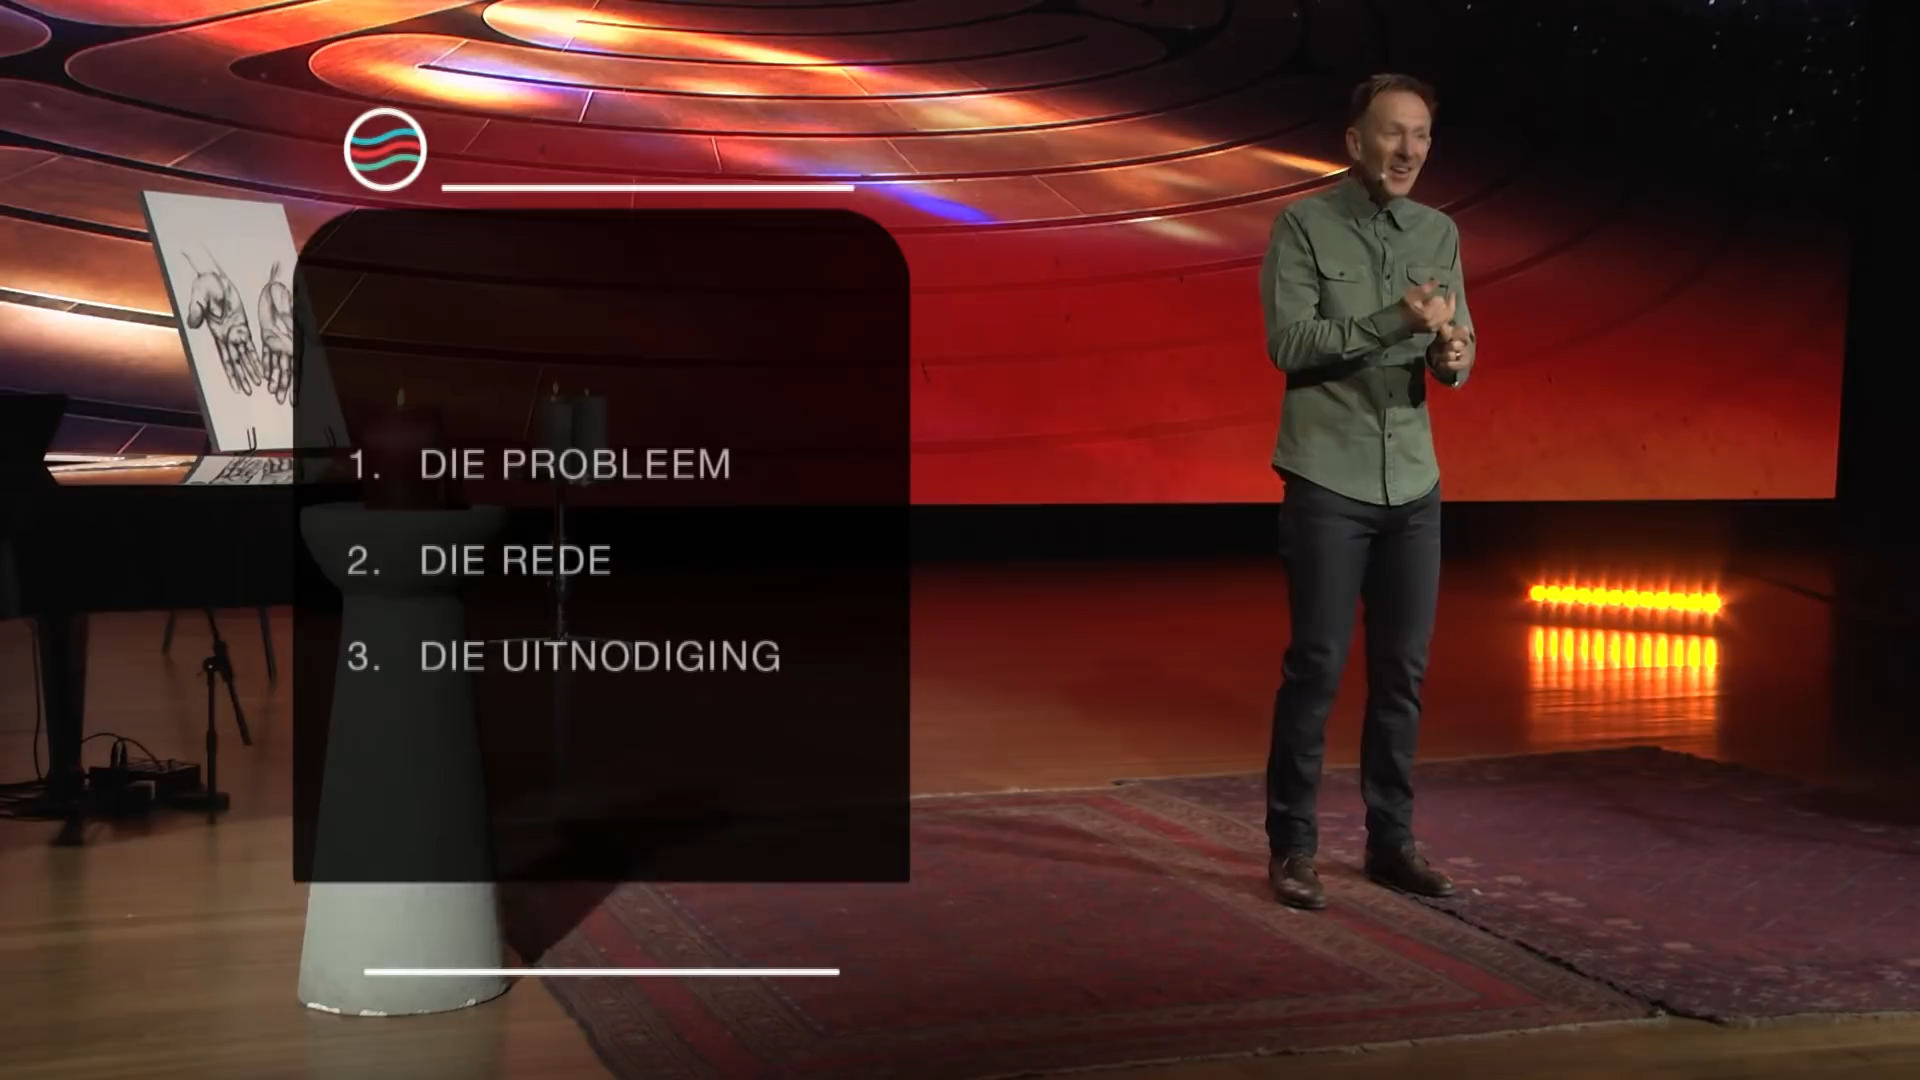 1. DIE PROBLEEM
2. DIE REDE
3. DIE UITNODIGING